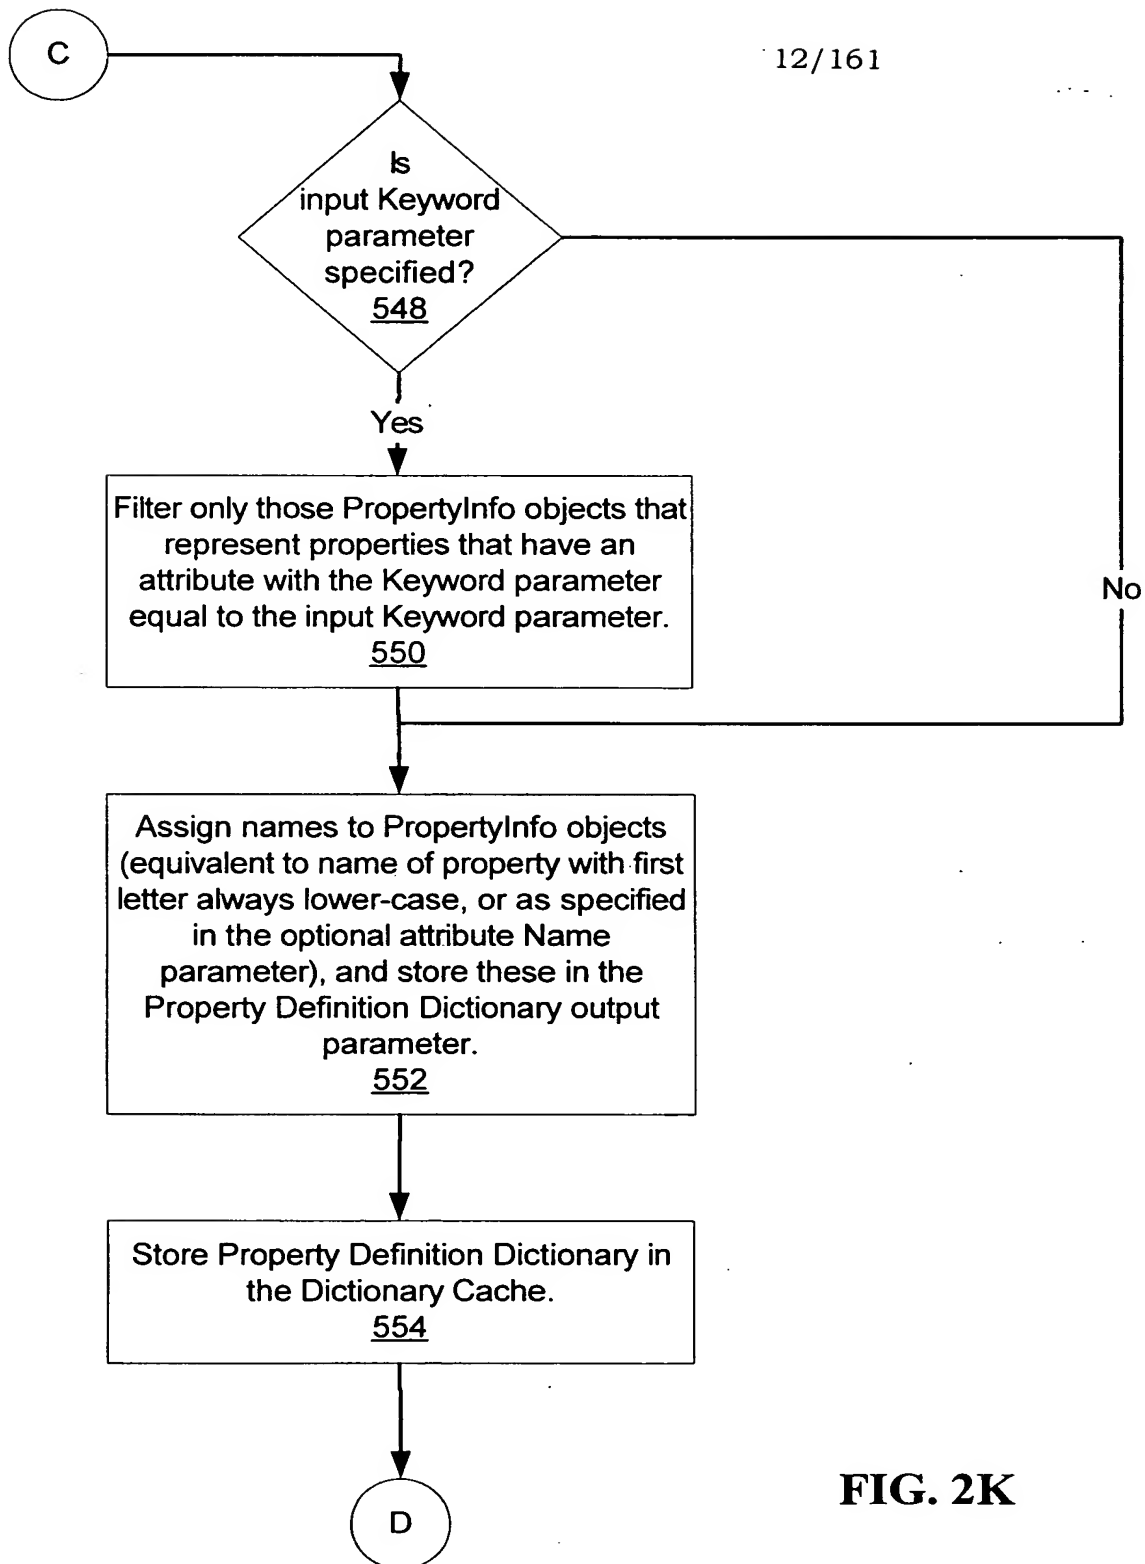 C
12/161
Is
input Keyword
parameter
specified?
548
Yes
No
Filter only those PropertyInfo objects that
represent properties that have an
attribute with the Keyword parameter
equal to the input Keyword parameter.
550
Assign names to PropertyInfo objects
(equivalent to name of property with first
letter always lower-case, or as specified
in the optional attribute Name
parameter), and store these in the
Property Definition Dictionary output
parameter.
552
Store Property Definition Dictionary in
the Dictionary Cache.
554
D
FIG. 2K